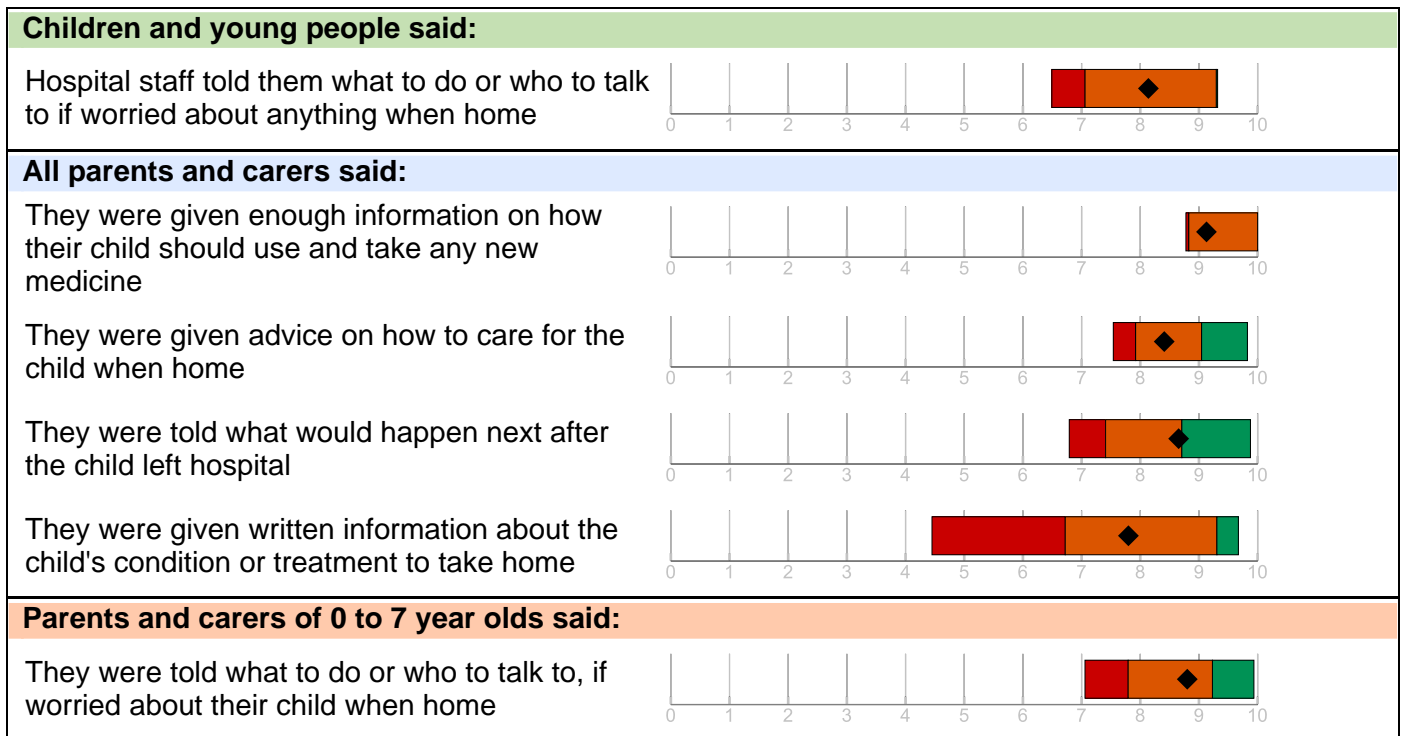 Children and young people said:
Hospital staff told them what to do or who to talk
to if worried about anything when home
0 1 2 3 4 5 6 7 8 9 10
All parents and carers said:
They were given enough information on how
their child should use and take any new
medicine
0 1 2 3 4 5 6 7 8 9 10
They were given advice on how to care for the
child when home
0 1 2 3 4 5 6 7 8 9 10
They were told what would happen next after
the child left hospital
0 1 2 3 4 5 6 7 8 9 10
They were given written information about the
child's condition or treatment to take home
0 1 2 3 4 5 6 7 8 9 10
Parents and carers of 0 to 7 year olds said:
They were told what to do or who to talk to, if
worried about their child when home
0 1 2 3 4 5 6 7 8 9 10